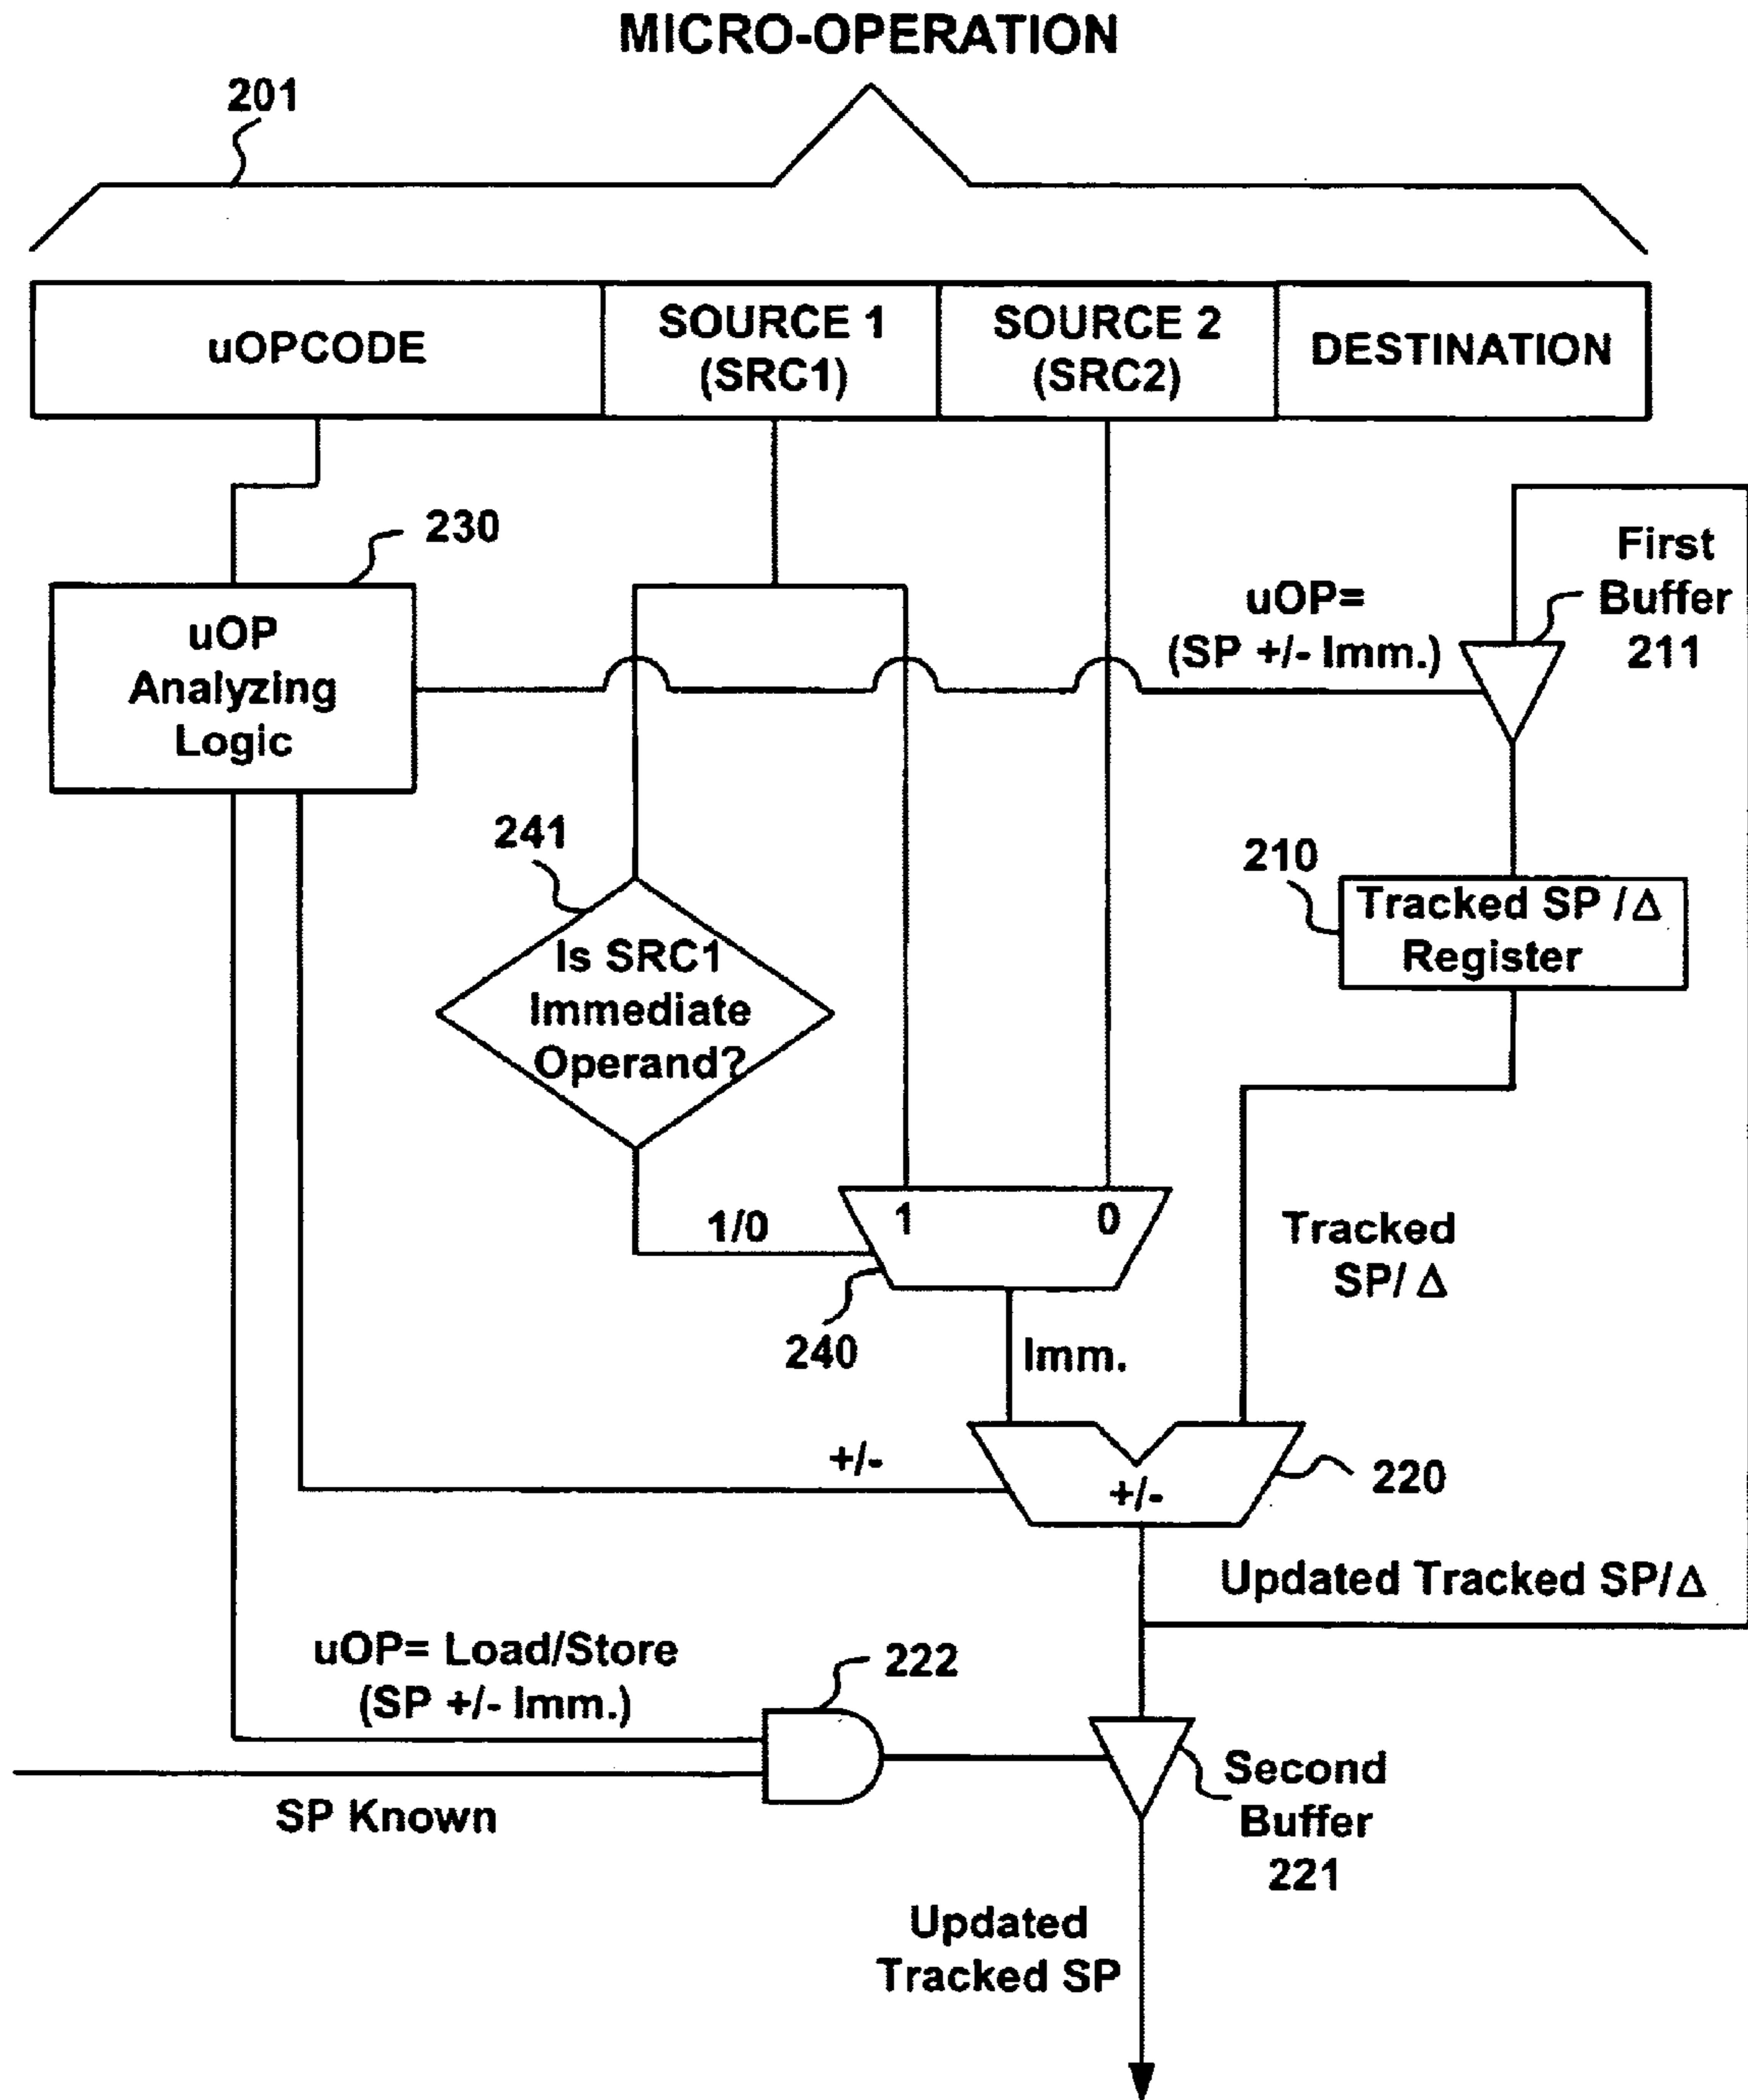 MICRO-OPERATION
201
uOPCODE
SOURCE 1
(SRC1)
SOURCE 2
(SRC2)
DESTINATION
230
uOP
Analyzing
Logic
uOP=
(SP +/- Imm.)
First
Buffer
211
241
Is SRC1
Immediate
Operand?
210
Tracked SP /Δ
Register
1/0
1
0
240
Imm.
Tracked
SP/ Δ
+/-
+/-
220
Updated Tracked SP/Δ
uOP= Load/Store
(SP +/- Imm.)
222
SP Known
Second
Buffer
221
Updated
Tracked SP